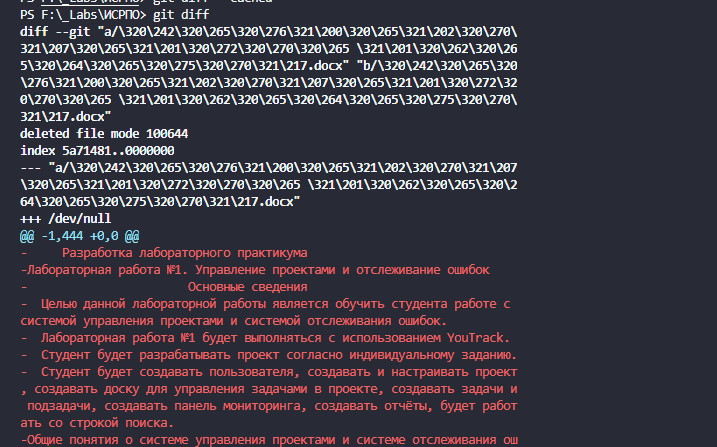 PS F:\_Labs\ИСРПО> git diff --cached
PS F:\_Labs\ИСРПО> git diff
diff --git "a/\320\242\320\265\320\276\321\200\320\265\321\202\320\270\
321\207\320\265\321\201\320\272\320\270\320\265 \321\201\320\262\320\26
5\320\264\320\265\320\275\320\270\321\217.docx" "b/\320\242\320\265\320
\276\321\200\320\265\321\202\320\270\321\207\320\265\321\201\320\272\32
0\270\320\265 \321\201\320\262\320\265\320\264\320\265\320\275\320\270\
321\217.docx"
deleted file mode 100644
index 5a71481..0000000
--- "a/\320\242\320\265\320\276\321\200\320\265\321\202\320\270\321\207
\320\265\321\201\320\272\320\270\320\265 \321\201\320\262\320\265\320\2
64\320\265\320\275\320\270\321\217.docx"
+++ /dev/null
@@ -1,444 +0,0 @@
-     Разработка лабораторного практикума
-Лабораторная работа №1. Управление проектами и отслеживание ошибок
-                      Основные сведения
-  Целью данной лабораторной работы является обучить студента работе с
системой управления проектами и системой отслеживания ошибок.
-  Лабораторная работа №1 будет выполняться с использованием YouTrack.
-  Студент будет разрабатывать проект согласно индивидуальному заданию.
-  Студент будет создавать пользователя, создавать и настраивать проект
, создавать доску для управления задачами в проекте, создавать задачи и
подзадачи, создавать панель мониторинга, создавать отчёты, будет работ
ать со строкой поиска.
-Общие понятия о системе управления проектами и системе отслеживания ош